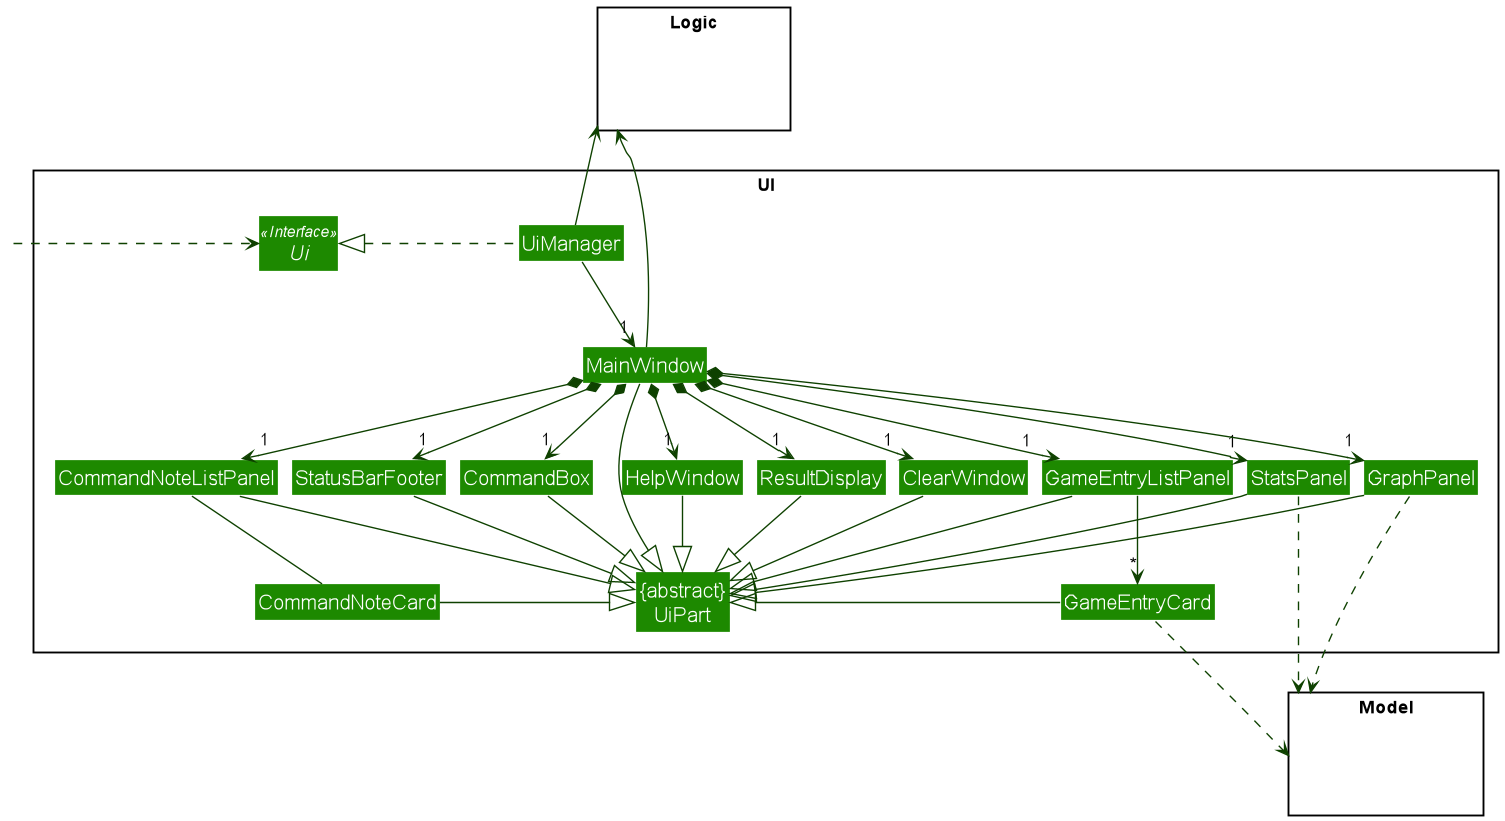 Logic
UI
«Interface»
Ui
UiManager
1
MainWindow
1
1
1
1
1
1
1
1
1
CommandNoteListPanel
StatusBarFooter
CommandBox
HelpWindow
ResultDisplay
ClearWindow
GameEntryListPanel
StatsPanel
GraphPanel
*
CommandNoteCard
{abstract}
UiPart
GameEntryCard
Model